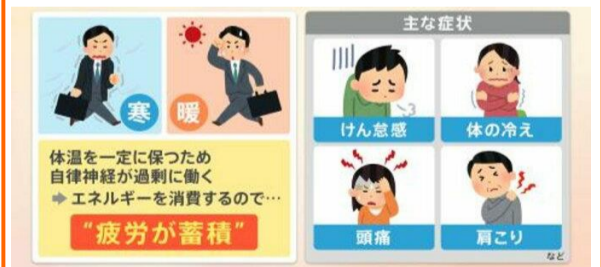 寒
暖
体温を一定に保つため
自律神経が過剰に働く
➡ エネルギーを消費するので…
“疲労が蓄積”
主な症状
けん怠感
体の冷え
頭痛
肩こり
など